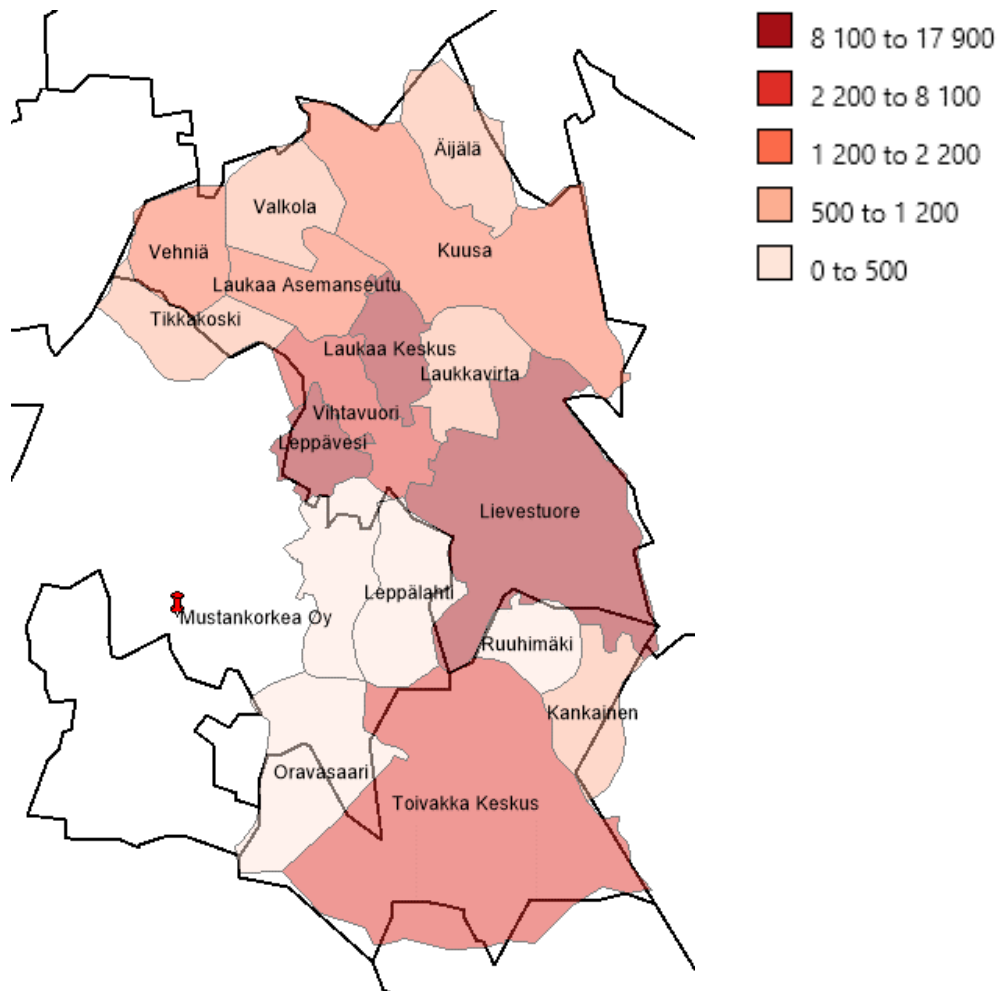 8 100 to 17 900
2 200 to 8 100
1 200 to 2 200
500 to 1 200
0 to 500
Äijälä
Valkola
Kuusa
Vehniä
Laukaa Asemanseutu
Tikkakoski
Laukaa Keskus
Laukkavirta
Vihtavuori
Leppävesi
Lievestuore
Leppälahti
Mustankorkea Oy
Ruuhimäki
Kankainen
Oravasaari
Toivakka Keskus